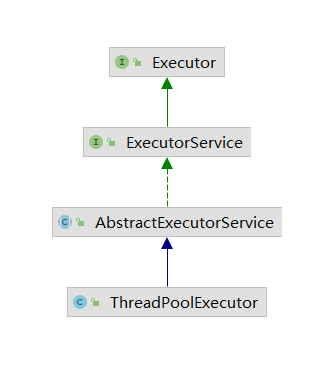 I Executor
I ExecutorService
C AbstractExecutorService
C ThreadPoolExecutor